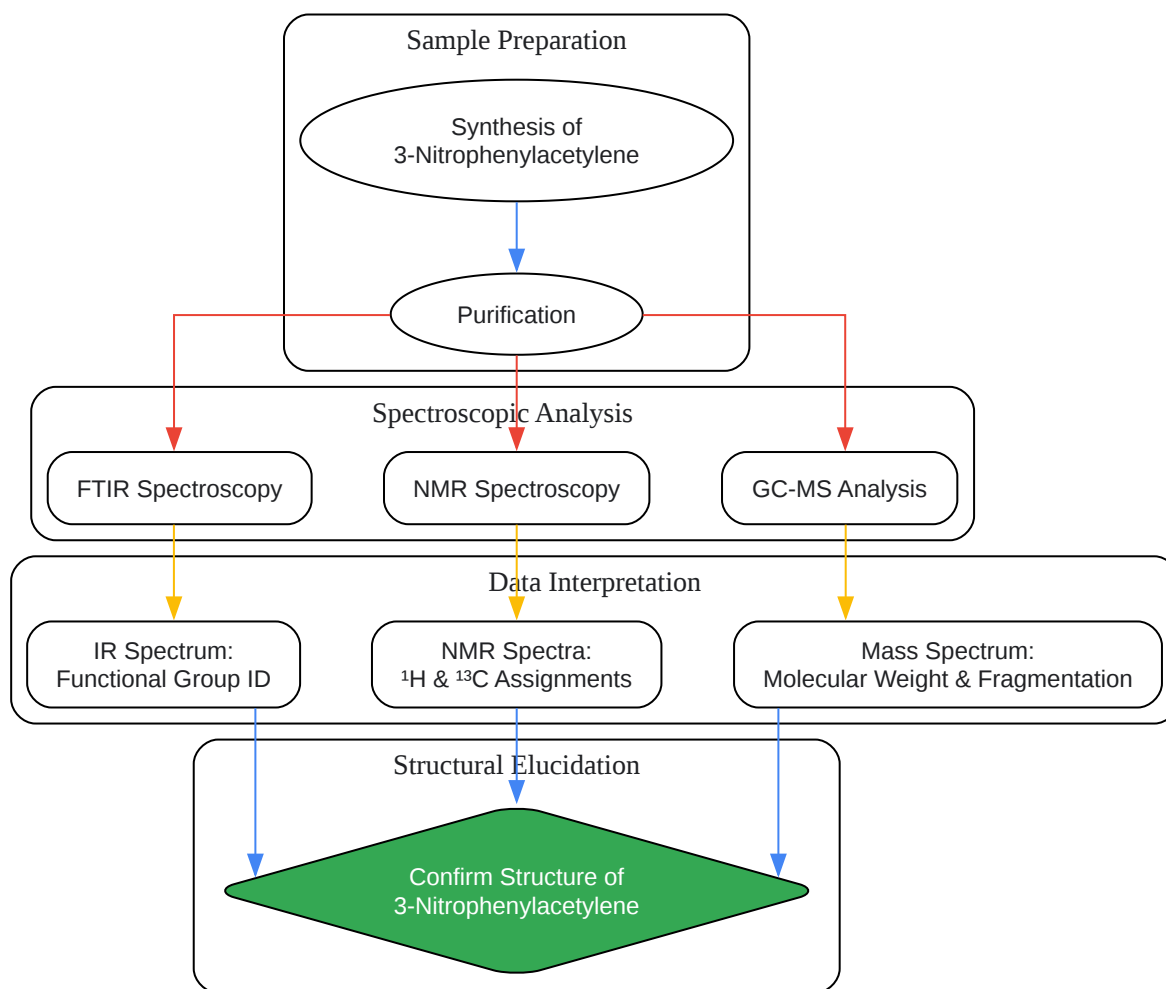 Sample Preparation
Synthesis of
3-Nitrophenylacetylene
Purification
Spectroscopic Analysis
FTIR Spectroscopy
NMR Spectroscopy
GC-MS Analysis
Data Interpretation
IR Spectrum:
Functional Group ID
NMR Spectra:
¹H & ¹³C Assignments
Mass Spectrum:
Molecular Weight & Fragmentation
Structural Elucidation
Confirm Structure of
3-Nitrophenylacetylene